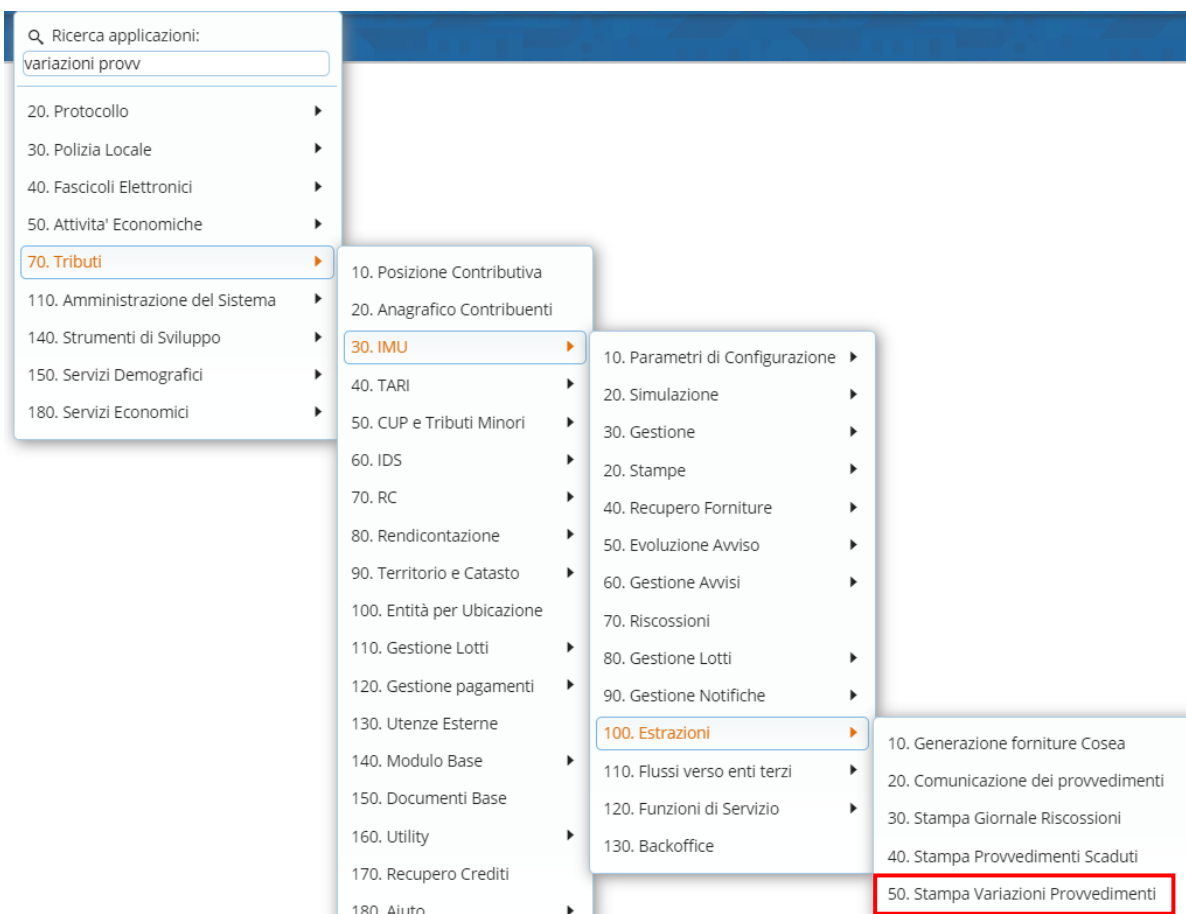 Ricerca applicazioni:
variazioni provv
20. Protocollo
30. Polizia Locale
40. Fascicoli Elettronici
50. Attivita' Economiche
70. Tributi
110. Amministrazione del Sistema
140. Strumenti di Sviluppo
150. Servizi Demografici
180. Servizi Economici
10. Posizione Contributiva
20. Anagrafico Contribuenti
30. IMU
40. TARI
50. CUP e Tributi Minori
60. IDS
70. RC
80. Rendicontazione
90. Territorio e Catasto
100. Entità per Ubicazione
110. Gestione Lotti
120. Gestione pagamenti
130. Utenze Esterne
140. Modulo Base
150. Documenti Base
160. Utility
170. Recupero Crediti
180. Aiuto
10. Parametri di Configurazione
20. Simulazione
30. Gestione
20. Stampe
40. Recupero Forniture
50. Evoluzione Avviso
60. Gestione Avvisi
70. Riscossioni
80. Gestione Lotti
90. Gestione Notifiche
100. Estrazioni
110. Flussi verso enti terzi
120. Funzioni di Servizio
130. Backoffice
10. Generazione forniture Cosea
20. Comunicazione dei provvedimenti
30. Stampa Giornale Riscossioni
40. Stampa Provvedimenti Scaduti
50. Stampa Variazioni Provvedimenti